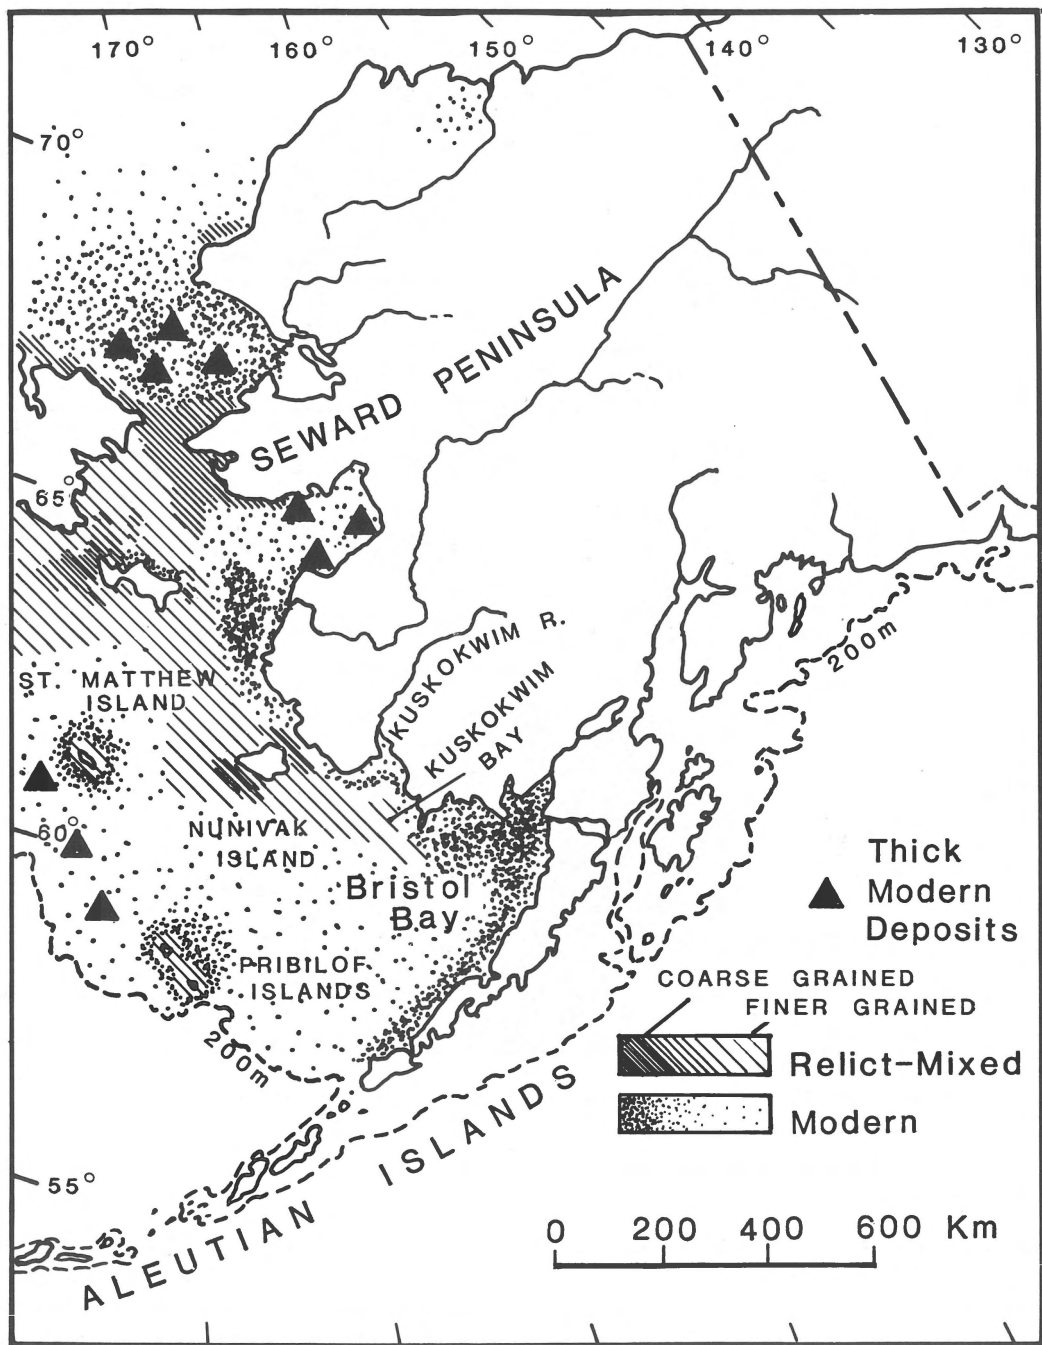 170°
160°
150°
140°
130°
70°
SEWARD PENINSULA
65°
KUSKOKWIM R.
KUSKOKWIM
BAY
200m
ST. MATTHEW
ISLAND
60°
NUNIVAK
ISLAND
Bristol
Bay
Thick
Modern
Deposits
PRIBILOF
ISLANDS
COARSE GRAINED
FINER GRAINED
200m
Relict-Mixed
Modern
55°
ALEUTIAN ISLANDS
0 200 400 600 Km